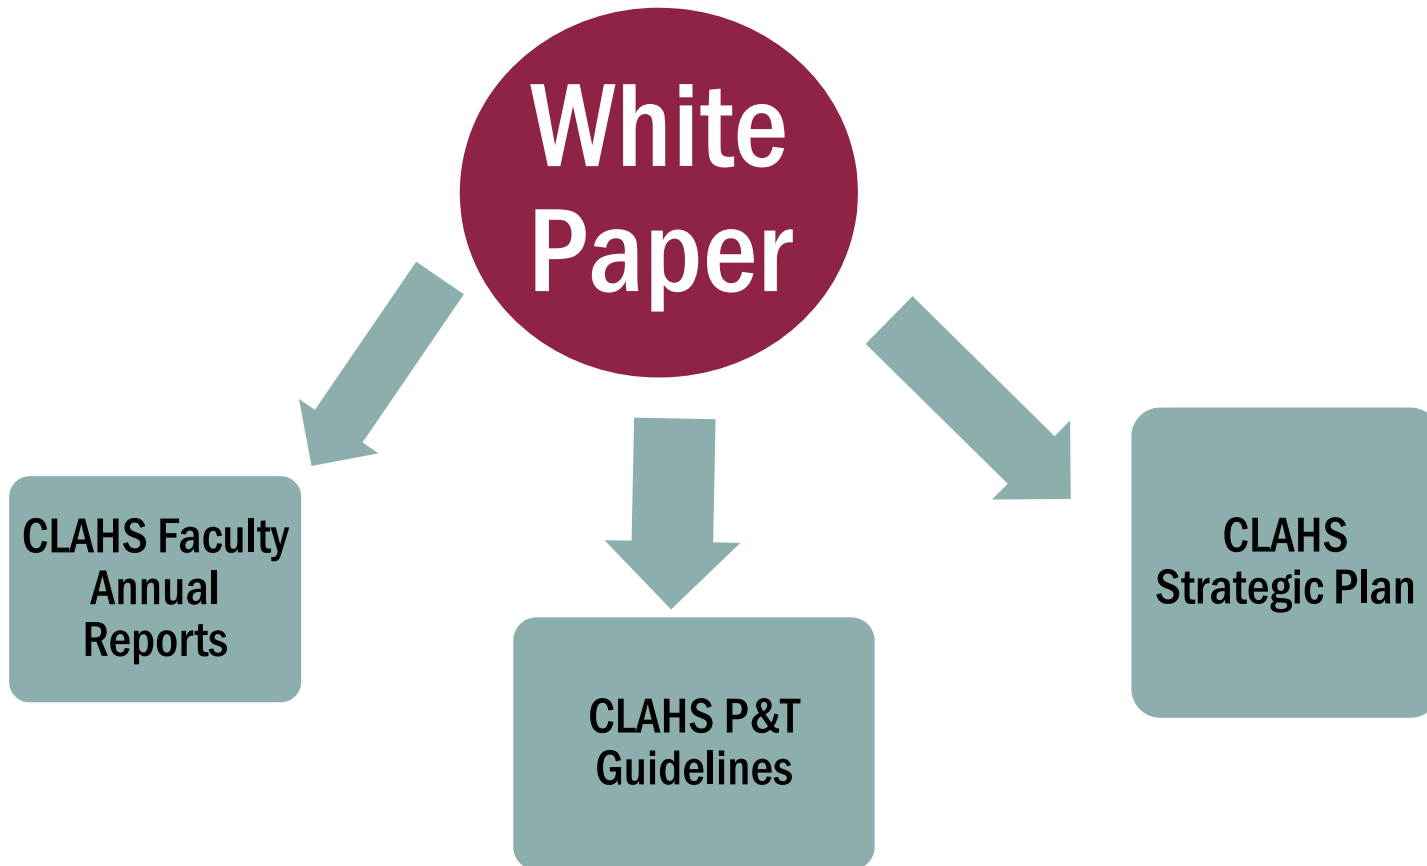 White
Paper
CLAHS Faculty
Annual
Reports
CLAHS P&T
Guidelines
CLAHS
Strategic Plan